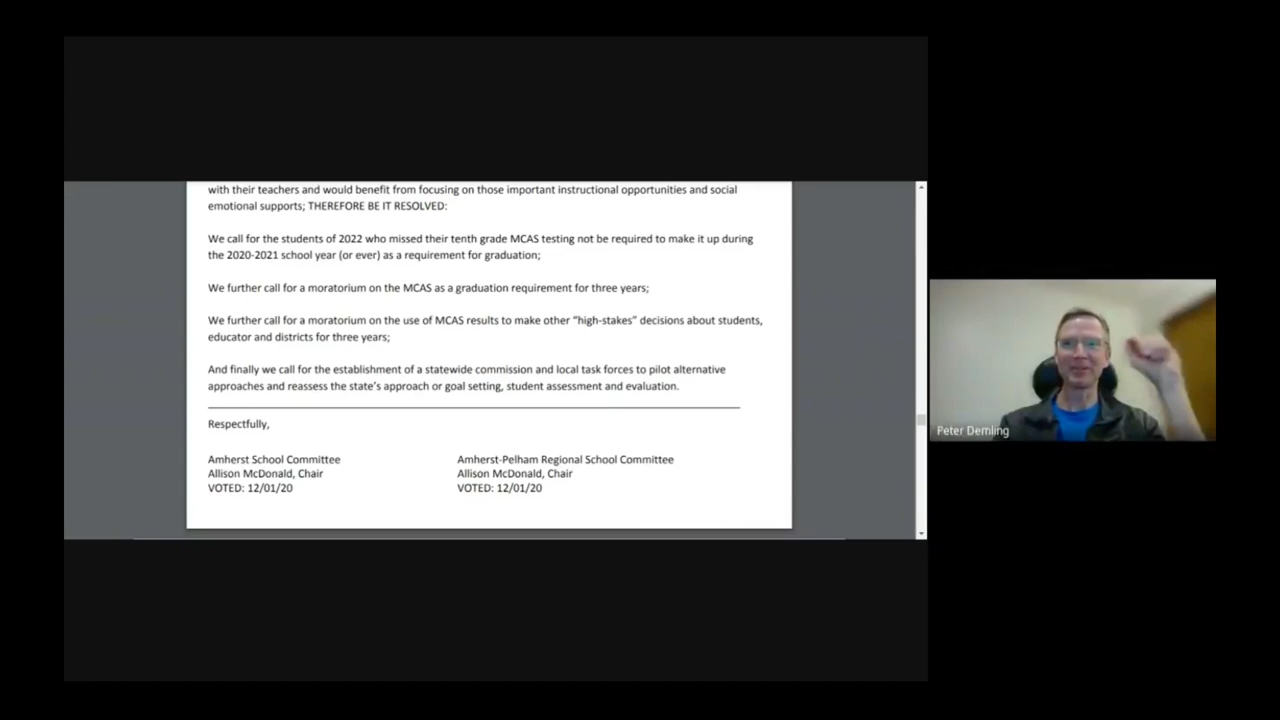 with their teachers and would benefit from focusing on those important instructional opportunities and social
emotional supports; THEREFORE BE IT RESOLVED:
We call for the students of 2022 who missed their tenth grade MCAS testing not be required to make it up during
the 2020-2021 school year (or ever) as a requirement for graduation;
We further call for a moratorium on the MCAS as a graduation requirement for three years;
We further call for a moratorium on the use of MCAS results to make other “high-stakes” decisions about students,
educator and districts for three years;
And finally we call for the establishment of a statewide commission and local task forces to pilot alternative
approaches and reassess the state’s approach or goal setting, student assessment and evaluation.
Respectfully,
Amherst School Committee
Allison McDonald, Chair
VOTED: 12/01/20
Amherst-Pelham Regional School Committee
Allison McDonald, Chair
VOTED: 12/01/20
Peter Demling